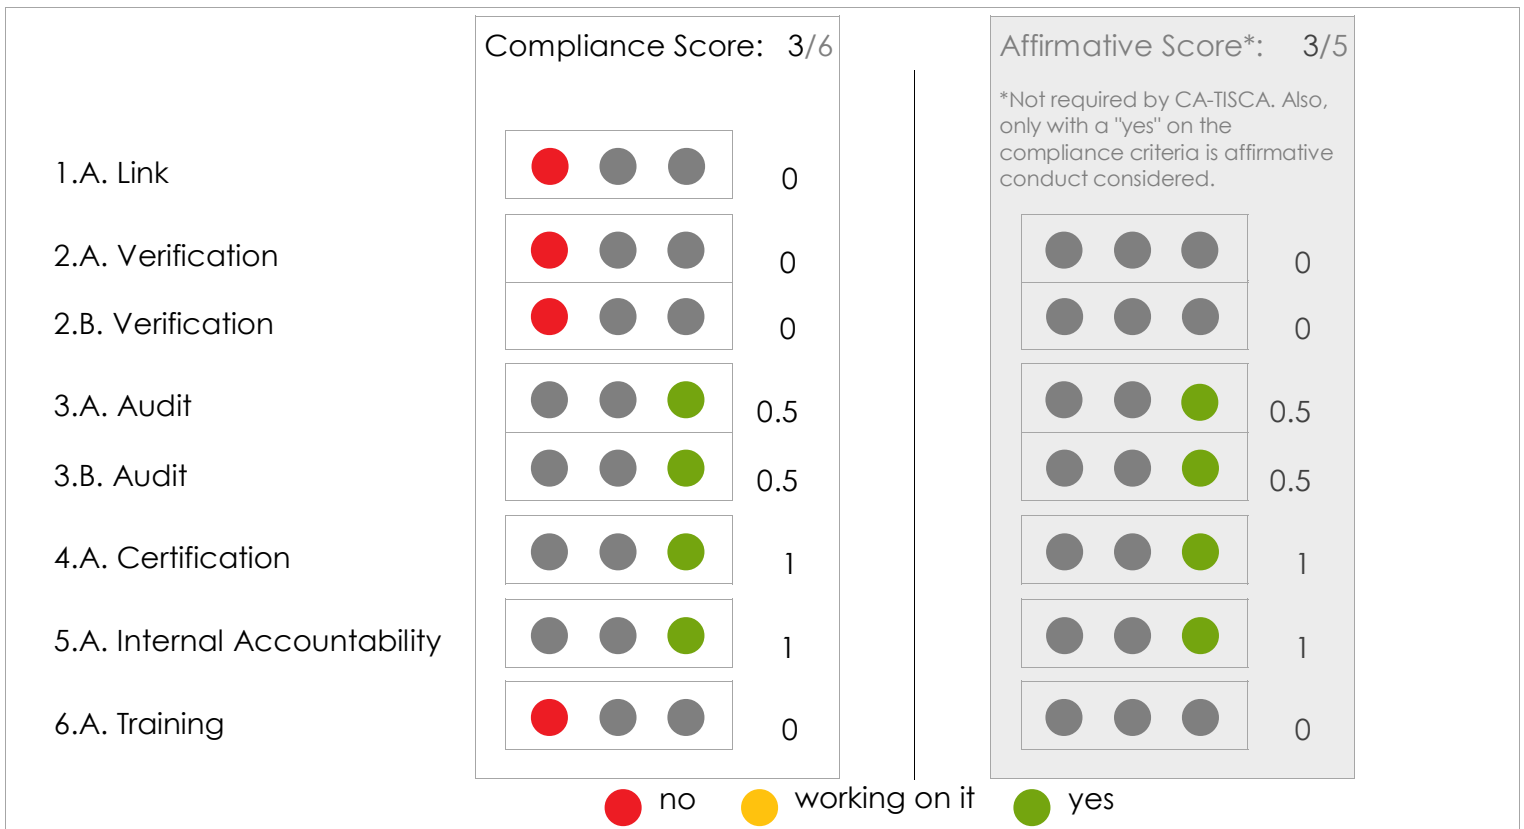 Compliance Score: 3/6
Affirmative Score*: 3/5
*Not required by CA-TISCA. Also,
only with a "yes" on the
compliance criteria is affirmative
conduct considered.
1.A. Link 0
2.A. Verification 0 0
2.B. Verification 0 0
3.A. Audit 0.5 0.5
3.B. Audit 0.5 0.5
4.A. Certification 1 1
5.A. Internal Accountability 1 1
6.A. Training 0 0
no working on it yes